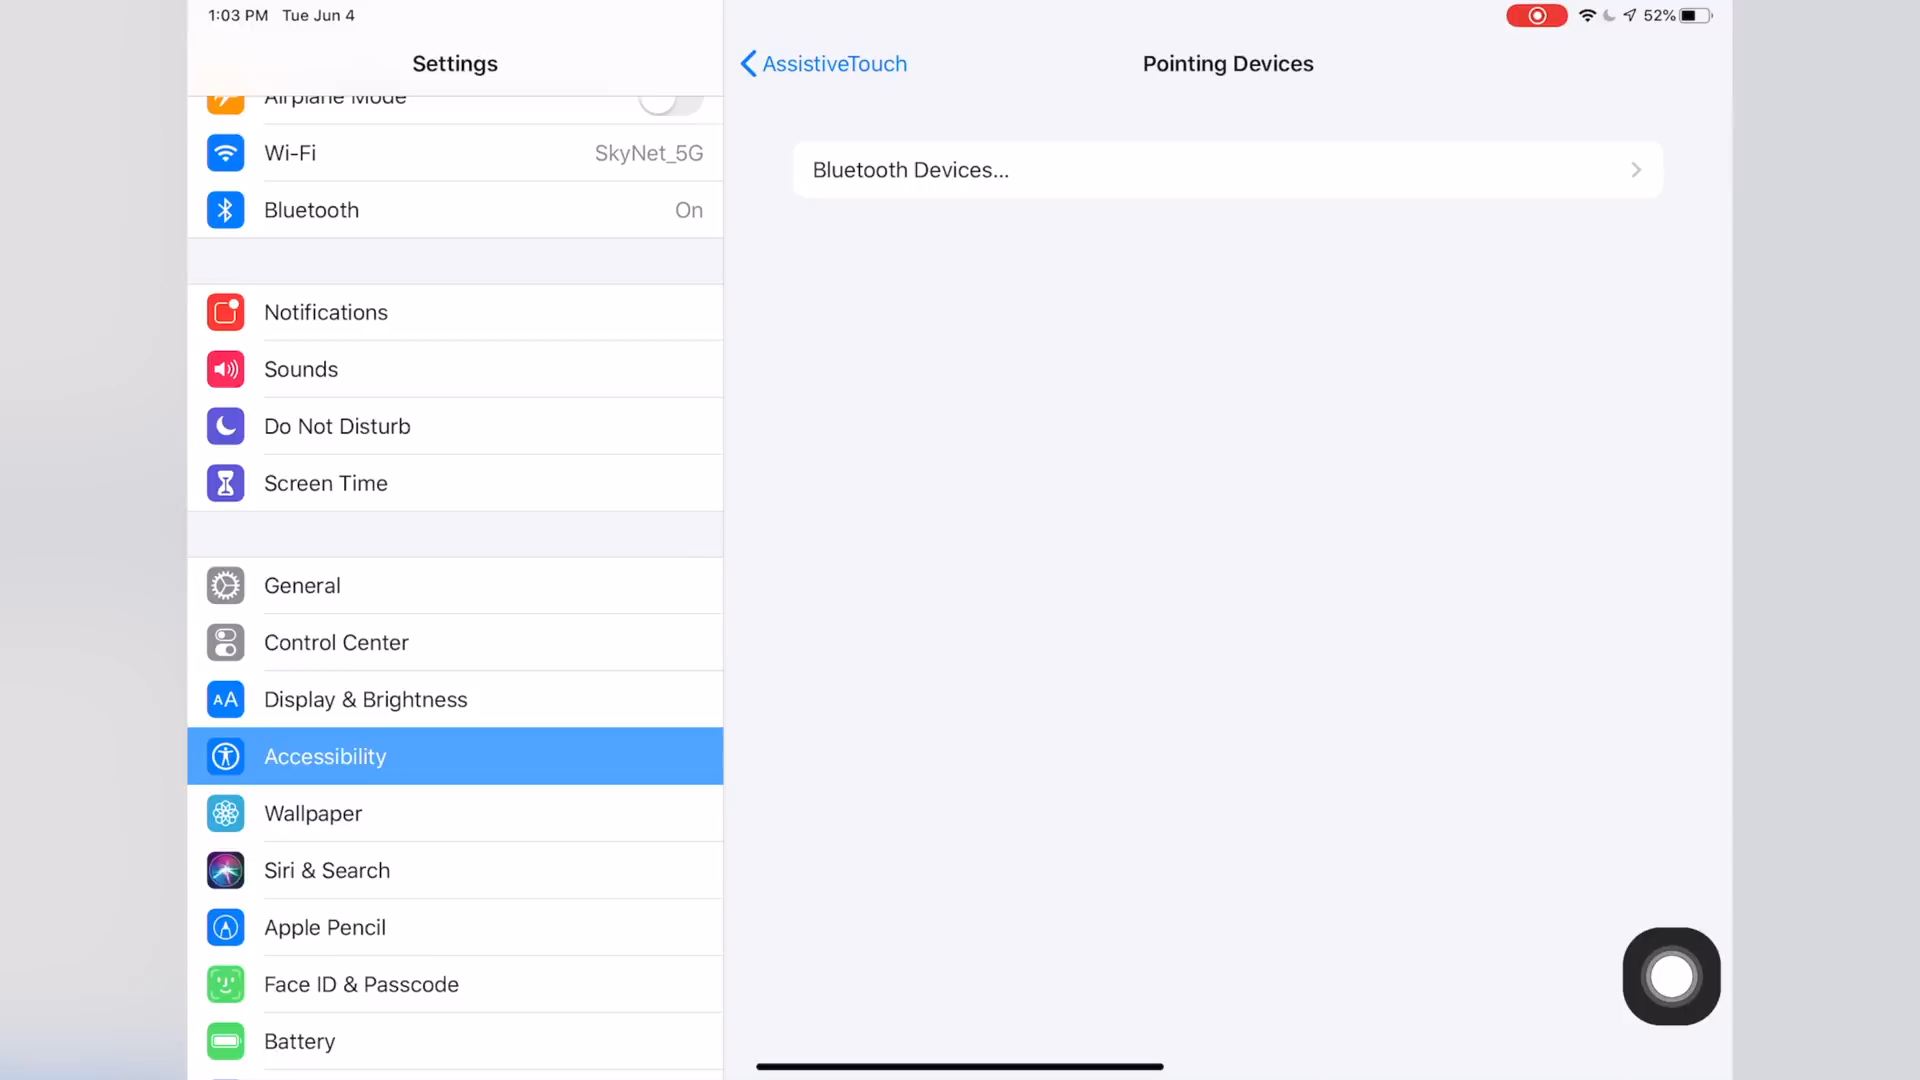 1:03 PM Tue Jun 4
52%
Settings
AssistiveTouch
Pointing Devices
Airplane Mode
Wi-Fi SkyNet_5G
Bluetooth On
Bluetooth Devices...
Notifications
Sounds
Do Not Disturb
Screen Time
General
Control Center
AA Display & Brightness
Accessibility
Wallpaper
Siri & Search
Apple Pencil
Face ID & Passcode
Battery